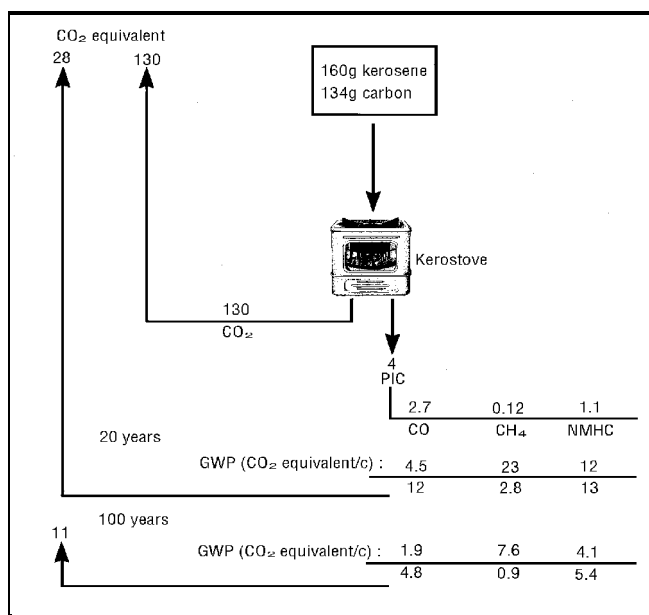 CO₂ equivalent
28 130
160g kerosene
134g carbon
Kerostove
130
CO₂
4
PIC
2.7 0.12 1.1
CO CH₄ NMHC
20 years
GWP (CO₂ equivalent/c) : 4.5 23 12
12 2.8 13
100 years
11
GWP (CO₂ equivalent/c) : 1.9 7.6 4.1
4.8 0.9 5.4